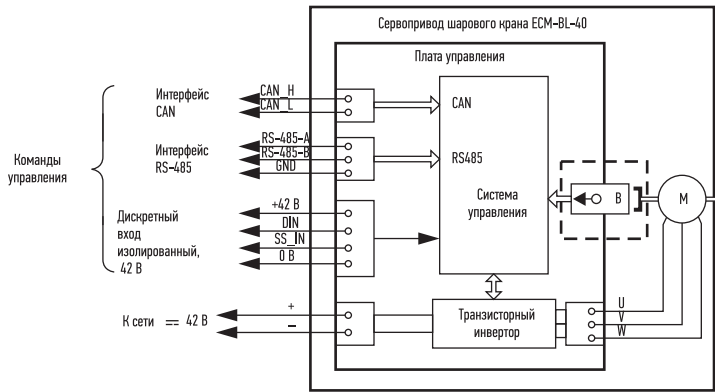 Сервопривод шарового крана ECM-BL-40
Плата управления
Команды
управления
Интерфейс
CAN
CAN_H
CAN_L
CAN
Интерфейс
RS-485
RS-485-A
RS-485-B
GND
RS485
Система
управления
B
M
Дискретный
вход
изолированный,
42 В
+42 В
DIN
SS_IN
0 В
К сети == 42 В
+
–
Транзисторный
инвертор
U
V
W